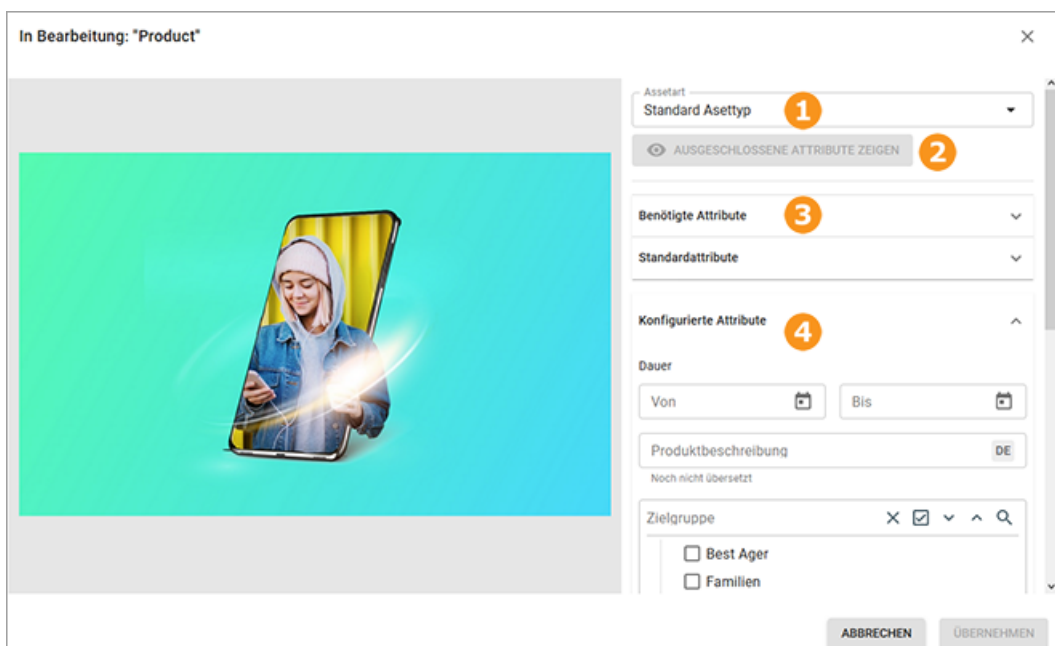 In Bearbeitung: "Product"
Assetart
Standard Asettyp
1
AUSGESCHLOSSENE ATTRIBUTE ZEIGEN
2
Benötigte Attribute
3
Standardattribute
Konfigurierte Attribute
4
Dauer
Von
Bis
Produktbeschreibung
DE
Noch nicht übersetzt
Zielgruppe
Best Ager
Familien
ABBRECHEN
ÜBERNEHMEN